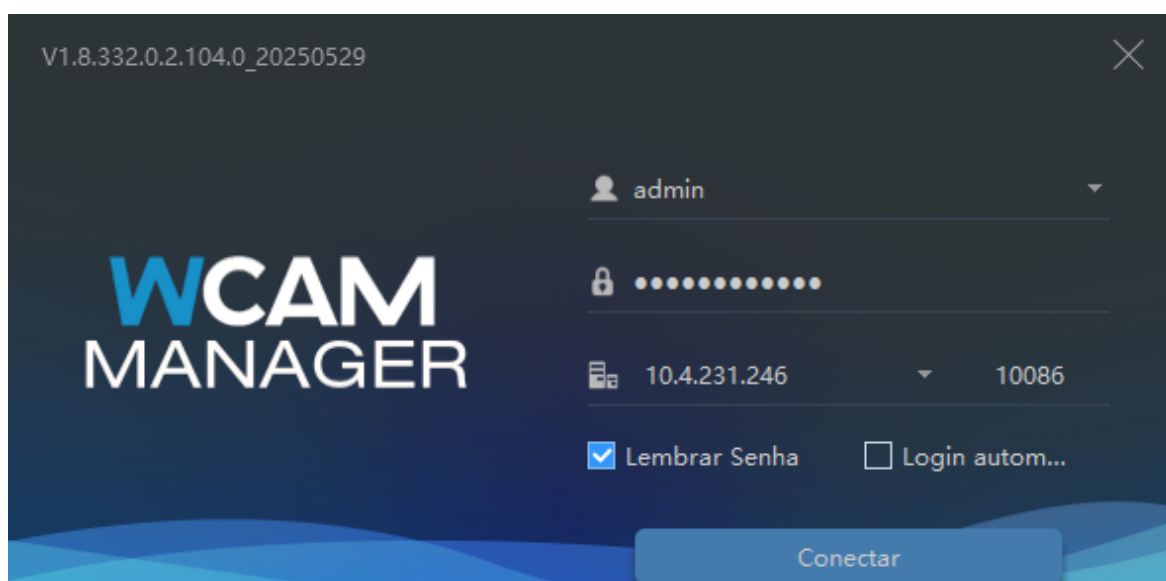 V1.8.332.0.2.104.0_20250529
admin
WCAM
MANAGER
●●●●●●●●●●●●
10.4.231.246 10086
Lembrar Senha Login autom...
Conectar